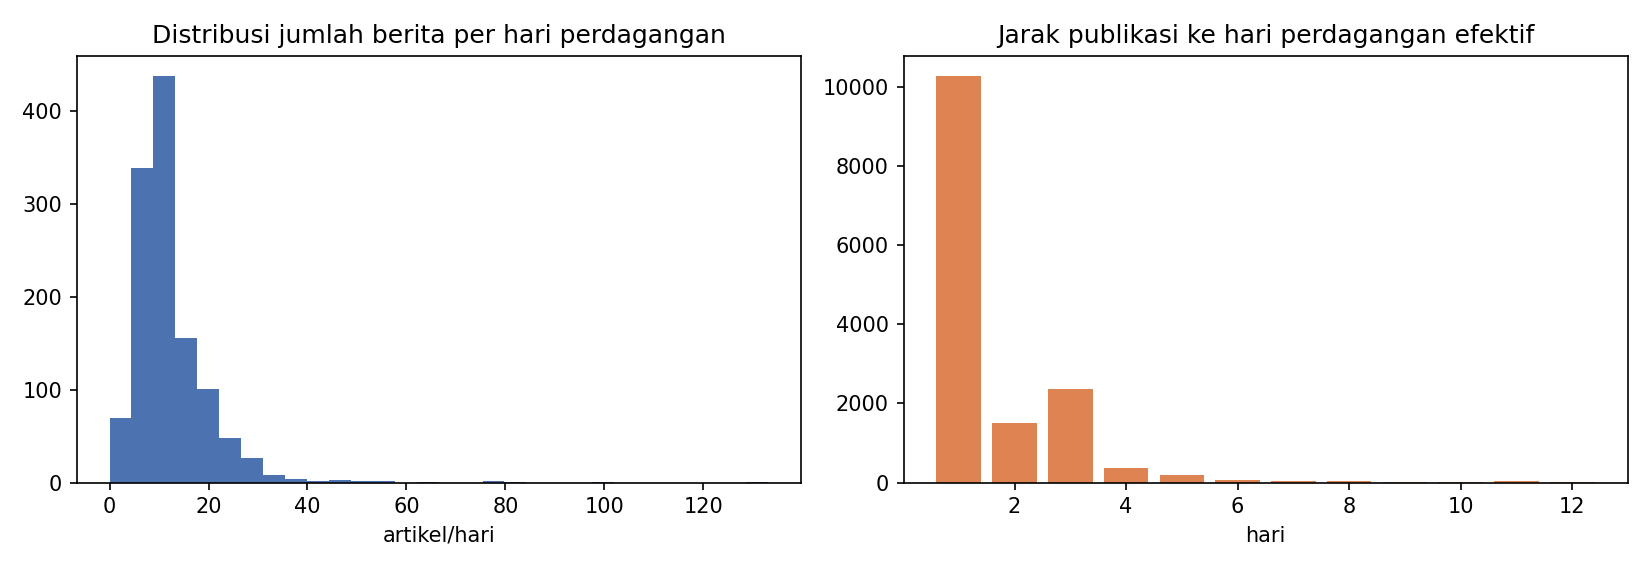 Distribusi jumlah berita per hari perdagangan
400
300
200
100
0
0 20 40 60 80 100 120
artikel/hari
Jarak publikasi ke hari perdagangan efektif
10000
8000
6000
4000
2000
0
2 4 6 8 10 12
hari